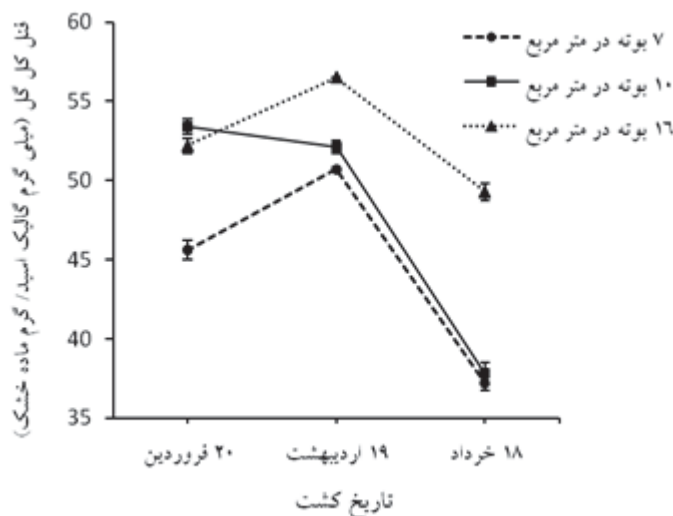 فنل کل گل (میلی گرم گالیک اسید/ گرم ماده خشک)
60
55
50
45
40
35
۷ بوته در متر مربع
۱۰ بوته در متر مربع
۱٦ بوته در متر مربع
۲۰ فروردین
۱۹ اردیبهشت
۱۸ خرداد
تاریخ کشت